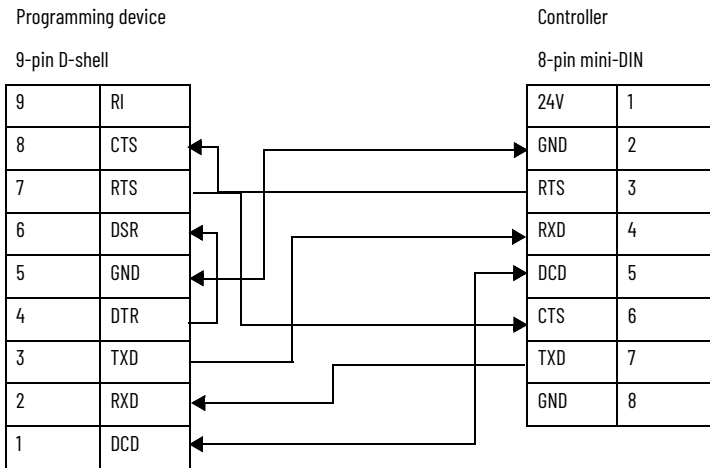 Programming device
Controller
9-pin D-shell
8-pin mini-DIN
9 RI
24V 1
8 CTS
GND 2
7 RTS
RTS 3
6 DSR
RXD 4
5 GND
DCD 5
4 DTR
CTS 6
3 TXD
TXD 7
2 RXD
GND 8
1 DCD